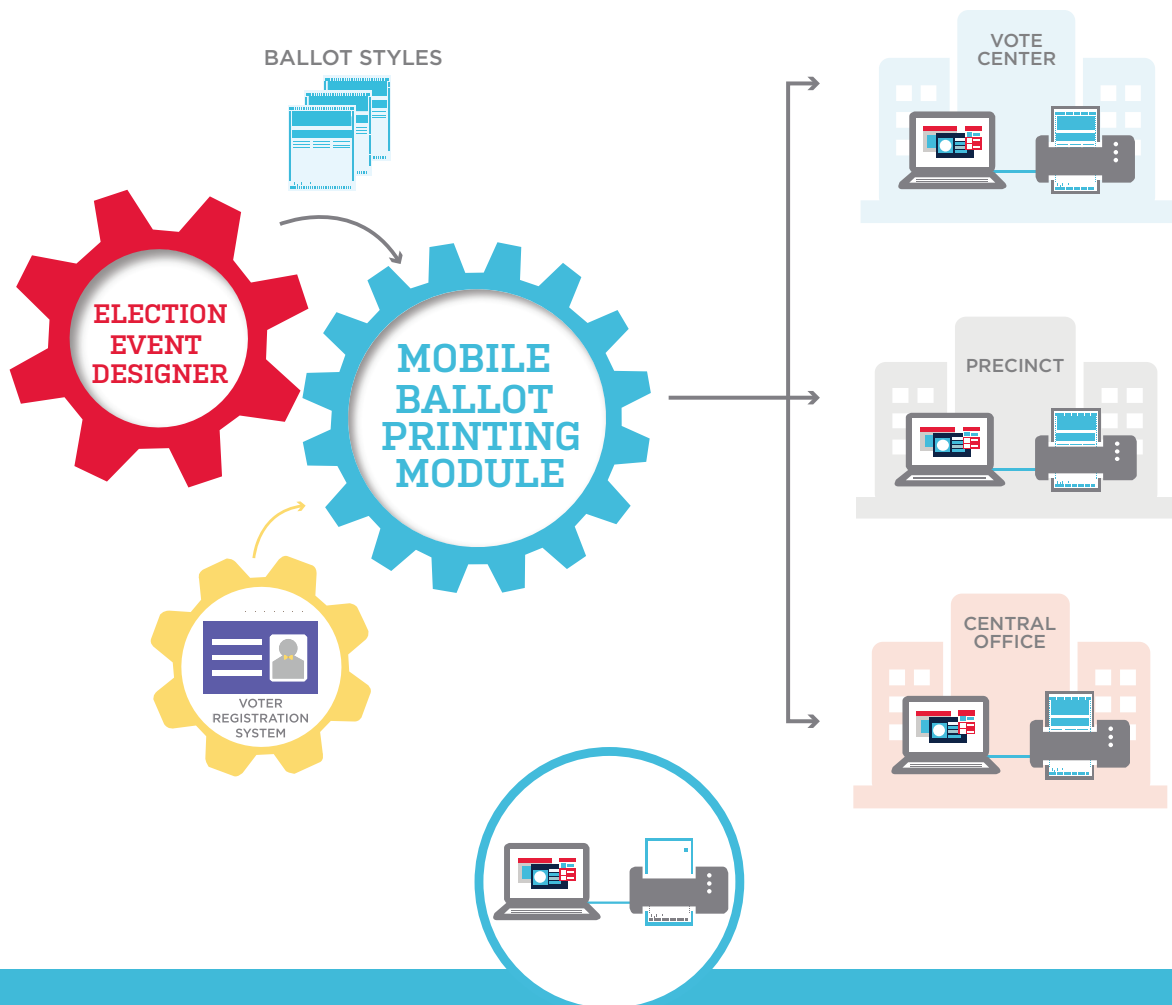 BALLOT STYLES
ELECTION
EVENT
DESIGNER
MOBILE
BALLOT
PRINTING
MODULE
VOTER
REGISTRATION
SYSTEM
VOTE
CENTER
PRECINCT
CENTRAL
OFFICE